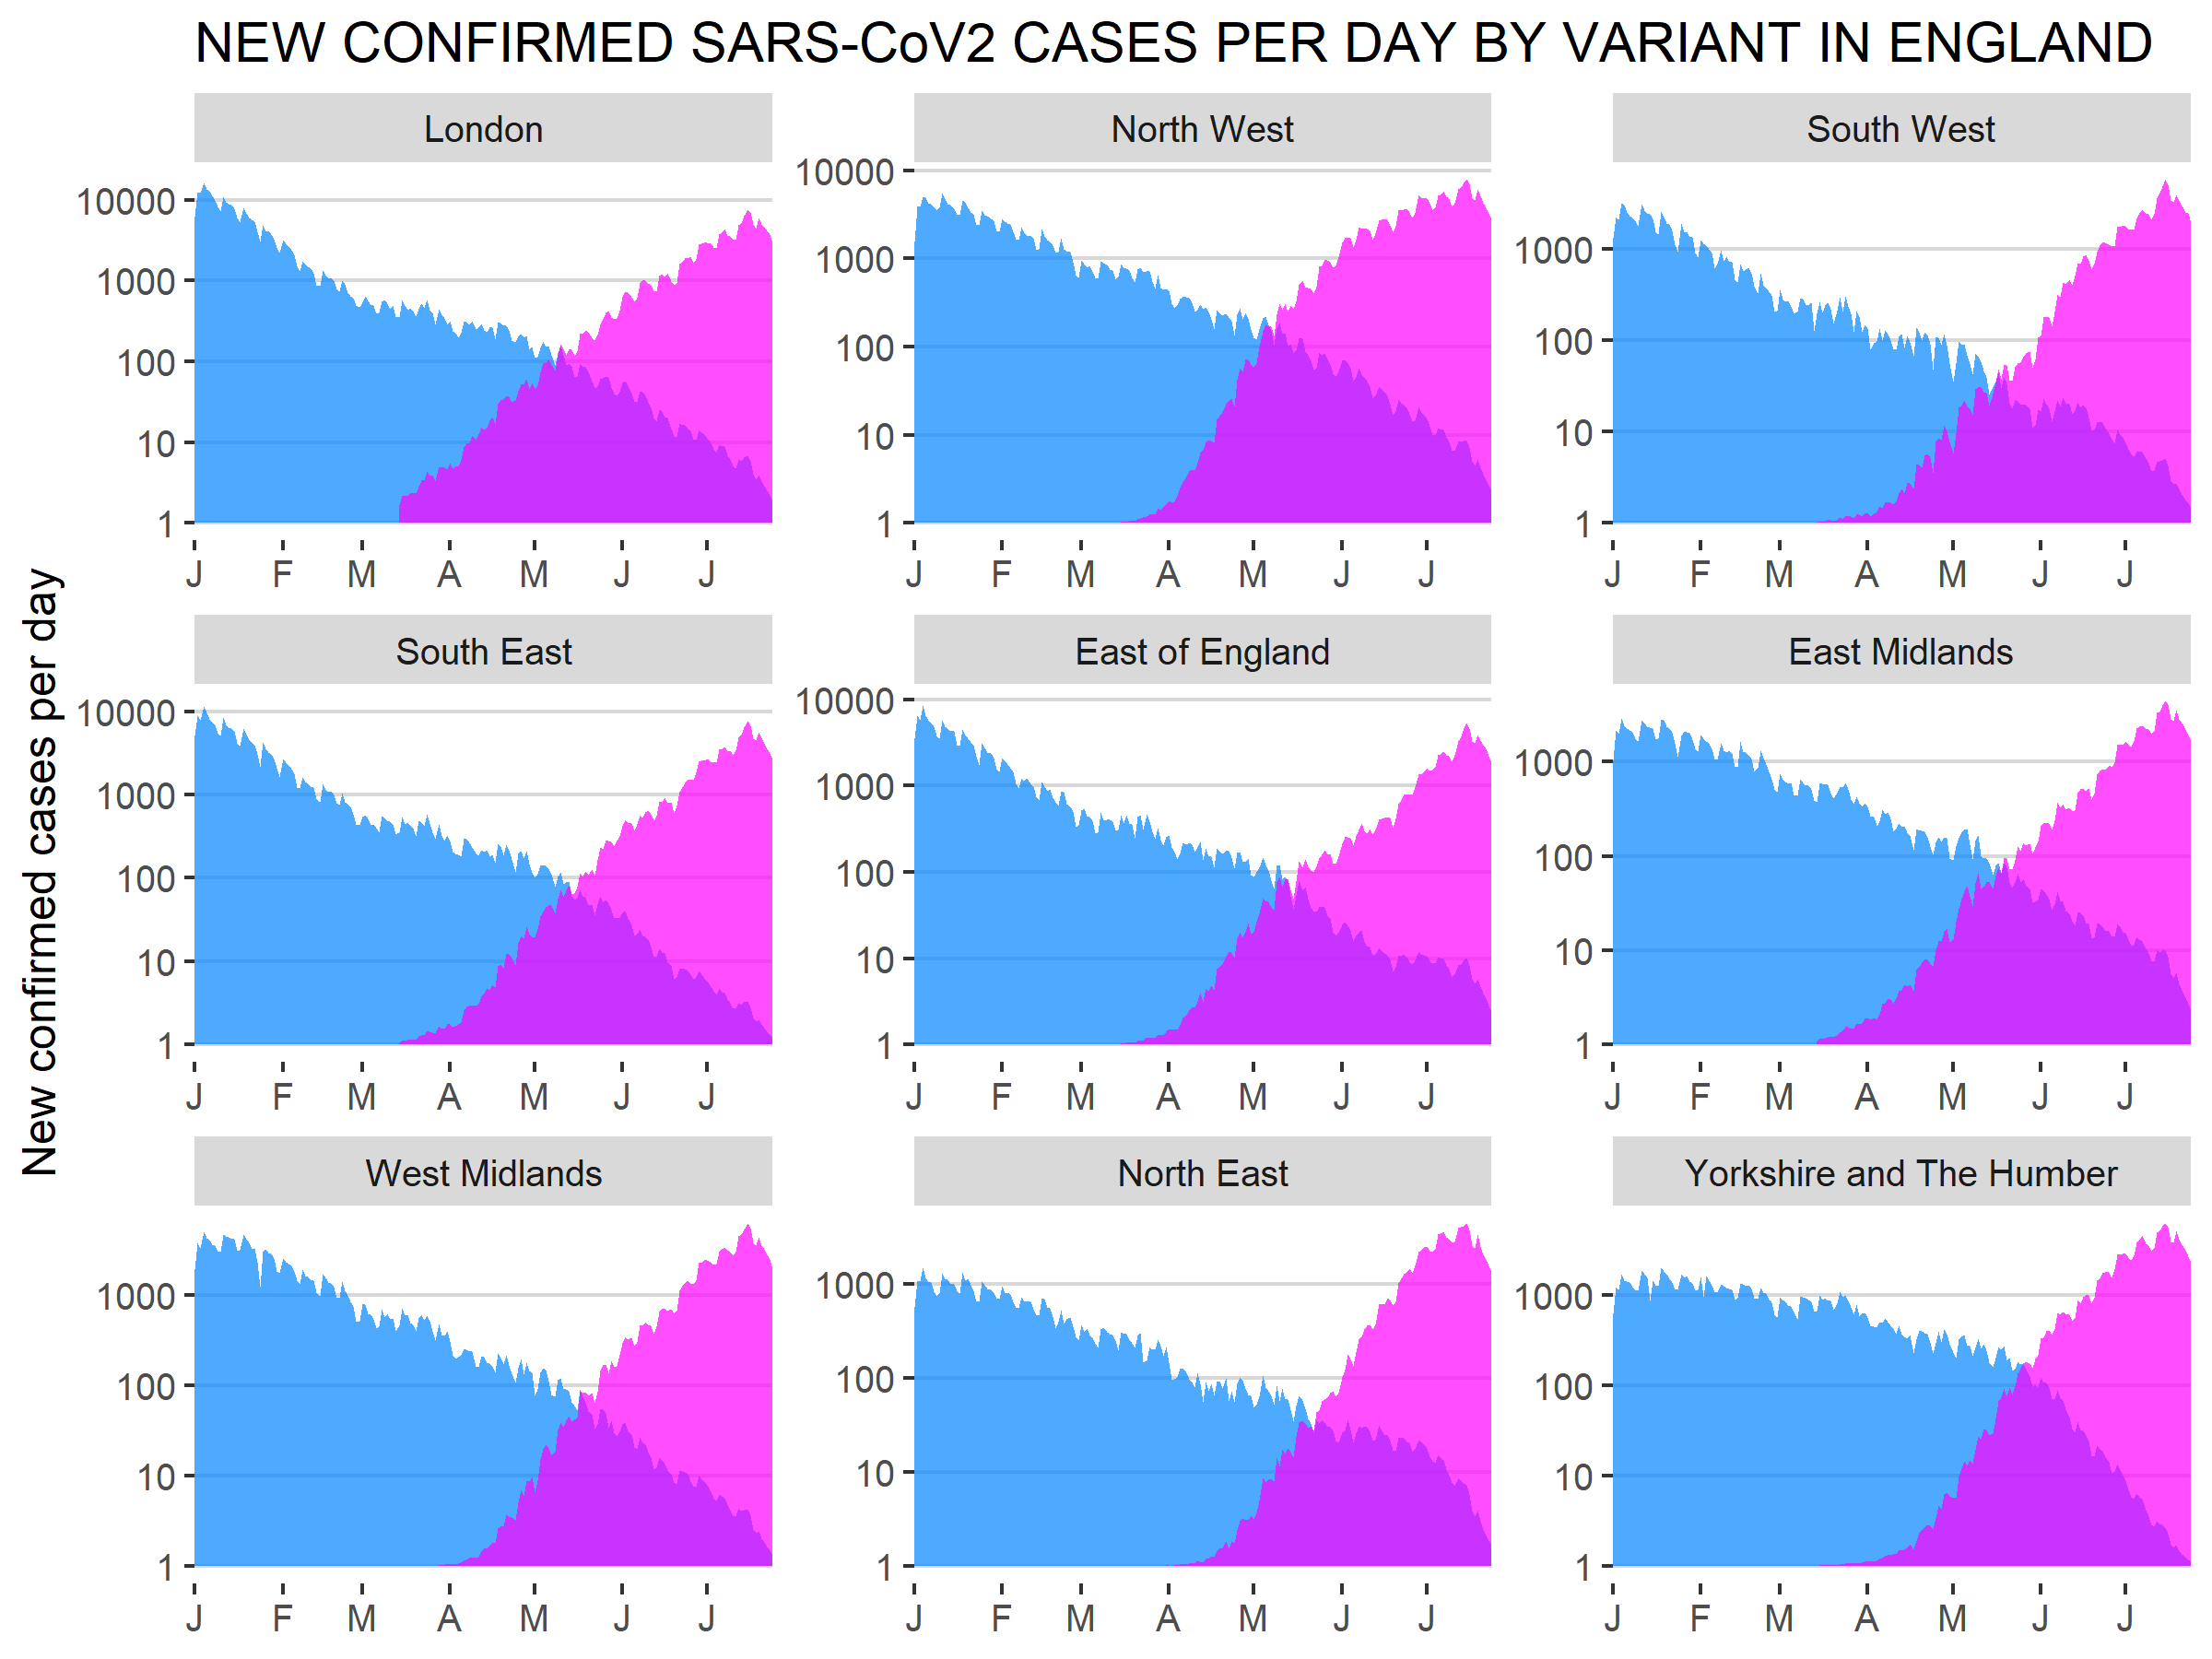 NEW CONFIRMED SARS-CoV2 CASES PER DAY BY VARIANT IN ENGLAND
New confirmed cases per day
London
10000
1000
100
10
1
J F M A M J J
North West
10000
1000
100
10
1
J F M A M J J
South West
1000
100
10
1
J F M A M J J
South East
10000
1000
100
10
1
J F M A M J J
East of England
10000
1000
100
10
1
J F M A M J J
East Midlands
1000
100
10
1
J F M A M J J
West Midlands
1000
100
10
1
J F M A M J J
North East
1000
100
10
1
J F M A M J J
Yorkshire and The Humber
1000
100
10
1
J F M A M J J